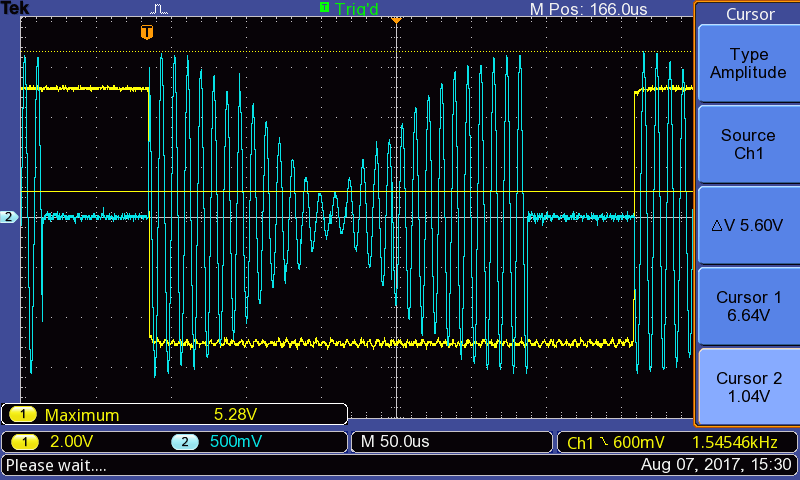 Tek
T Trig'd
M Pos: 166.0us
Cursor
T
Type
Amplitude
Source
Ch1
2
△V 5.60V
Cursor 1
6.64V
Cursor 2
1.04V
1 Maximum 5.28V
1 2.00V 2 500mV M 50.0us Ch1 \ 600mV 1.54546kHz
Please wait.... Aug 07, 2017, 15:30